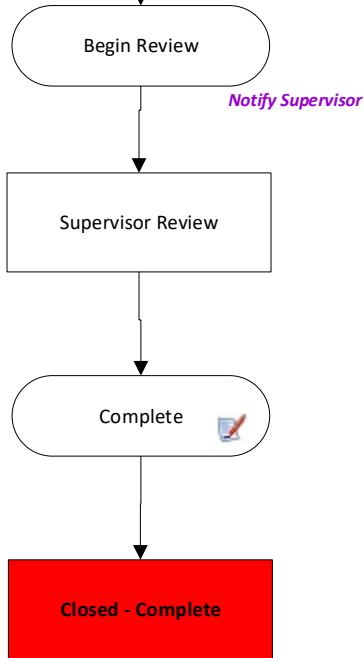 Begin Review
Notify Supervisor
Supervisor Review
Complete
Closed - Complete